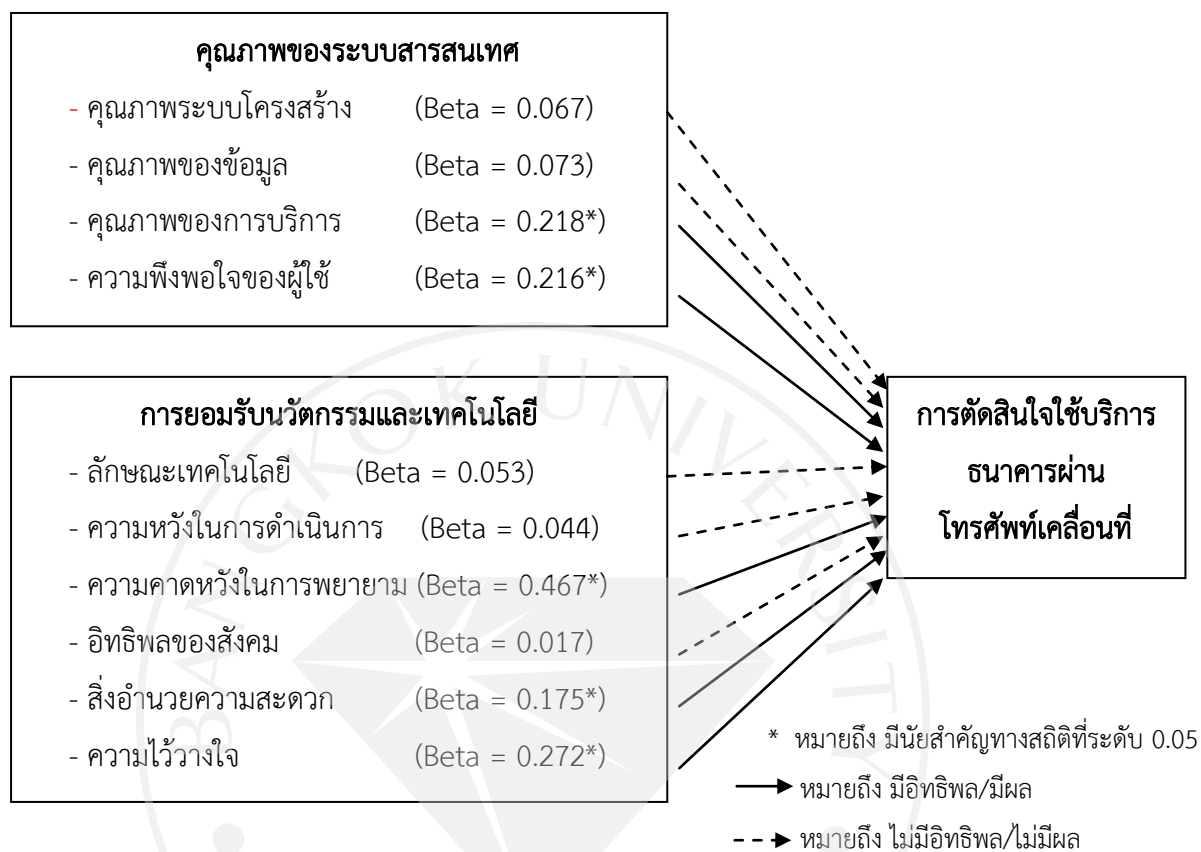 คุณภาพของระบบสารสนเทศ
- คุณภาพระบบโครงสร้าง (Beta = 0.067)
- คุณภาพของข้อมูล (Beta = 0.073)
- คุณภาพของการบริการ (Beta = 0.218*)
- ความพึงพอใจของผู้ใช้ (Beta = 0.216*)
การยอมรับนวัตกรรมและเทคโนโลยี
- ลักษณะเทคโนโลยี (Beta = 0.053)
- ความหวังในการดำเนินการ (Beta = 0.044)
- ความคาดหวังในการพยายาม (Beta = 0.467*)
- อิทธิพลของสังคม (Beta = 0.017)
- สิ่งอำนวยความสะดวก (Beta = 0.175*)
- ความไว้วางใจ (Beta = 0.272*)
การตัดสินใจใช้บริการ
ธนาคารผ่าน
โทรศัพท์เคลื่อนที่
* หมายถึง มีนัยสำคัญทางสถิติที่ระดับ 0.05
หมายถึง มีอิทธิพล/มีผล
หมายถึง ไม่มีอิทธิพล/ไม่มีผล
BANGKOK UNIVERSITY